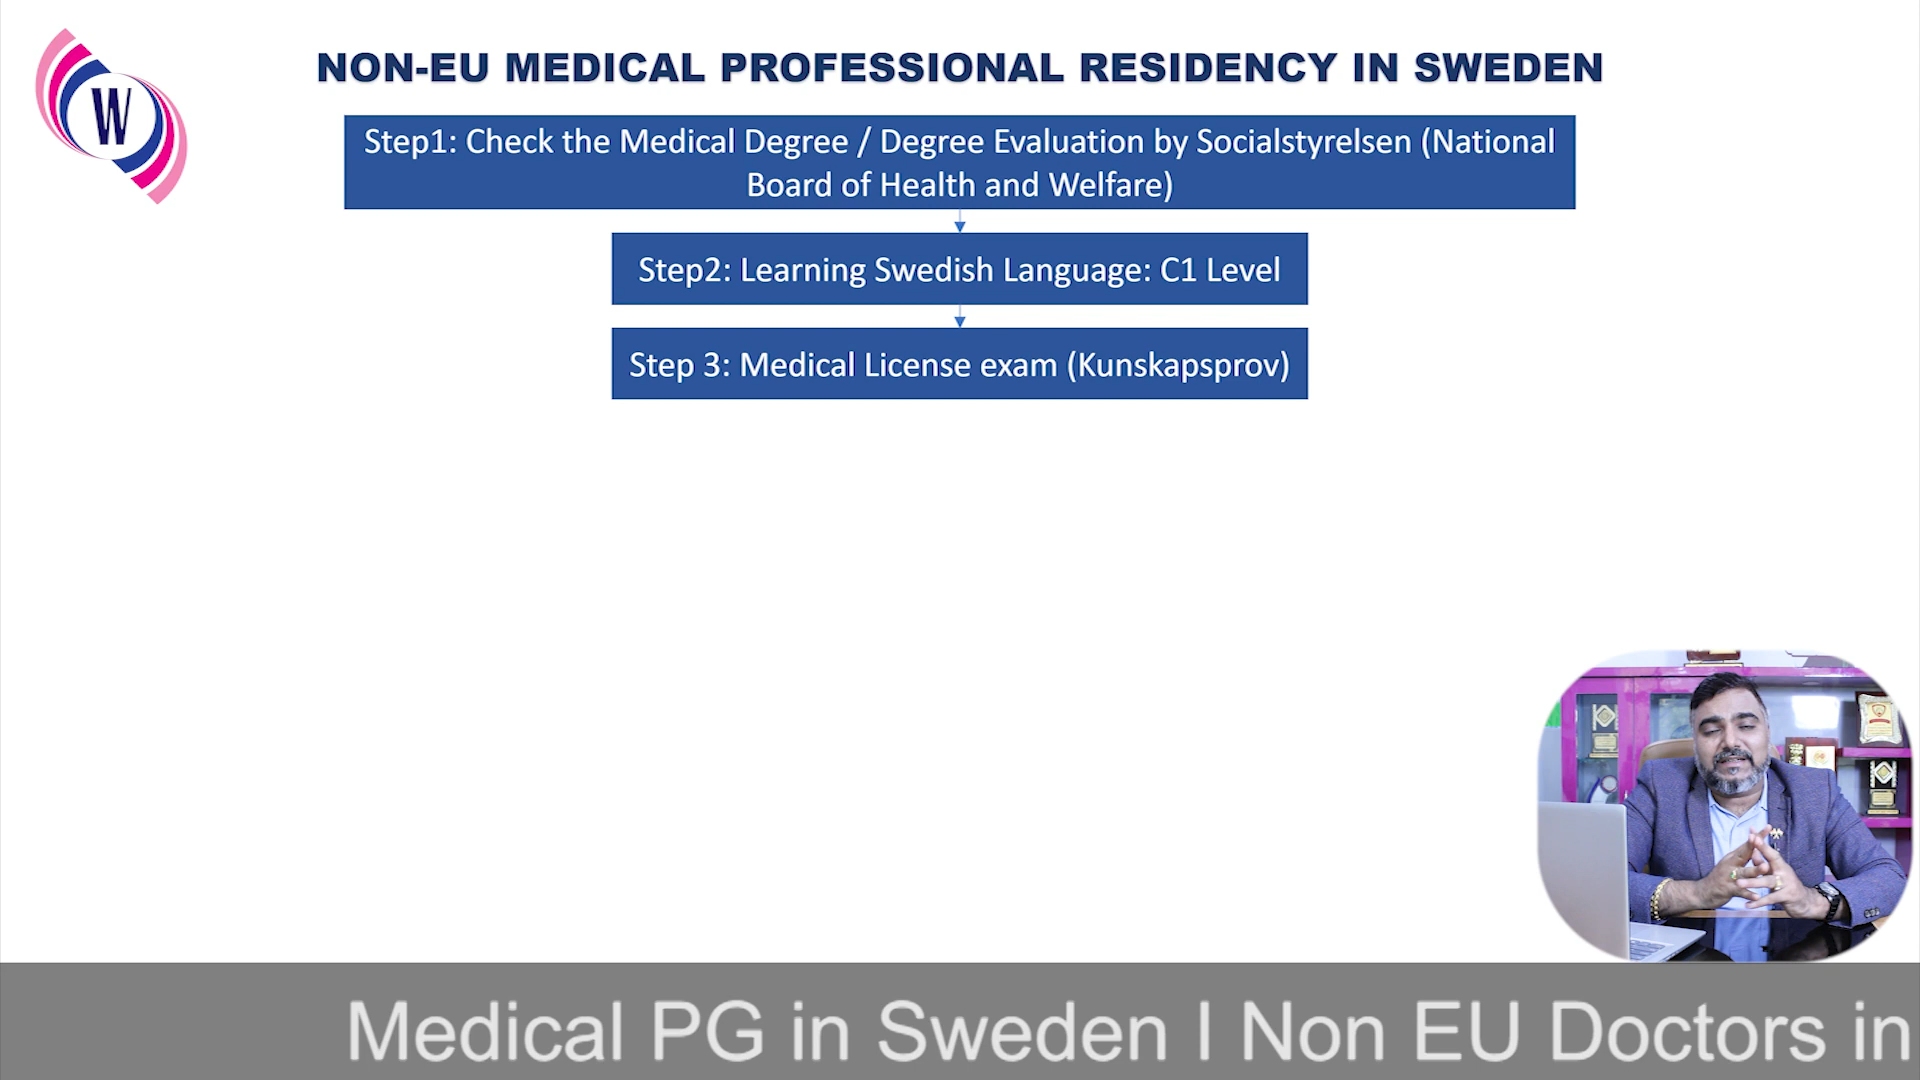 W
NON-EU MEDICAL PROFESSIONAL RESIDENCY IN SWEDEN
Step1: Check the Medical Degree / Degree Evaluation by Socialstyrelsen (National
Board of Health and Welfare)
Step2: Learning Swedish Language: C1 Level
Step 3: Medical License exam (Kunskapsprov)
Medical PG in Sweden I Non EU Doctors in